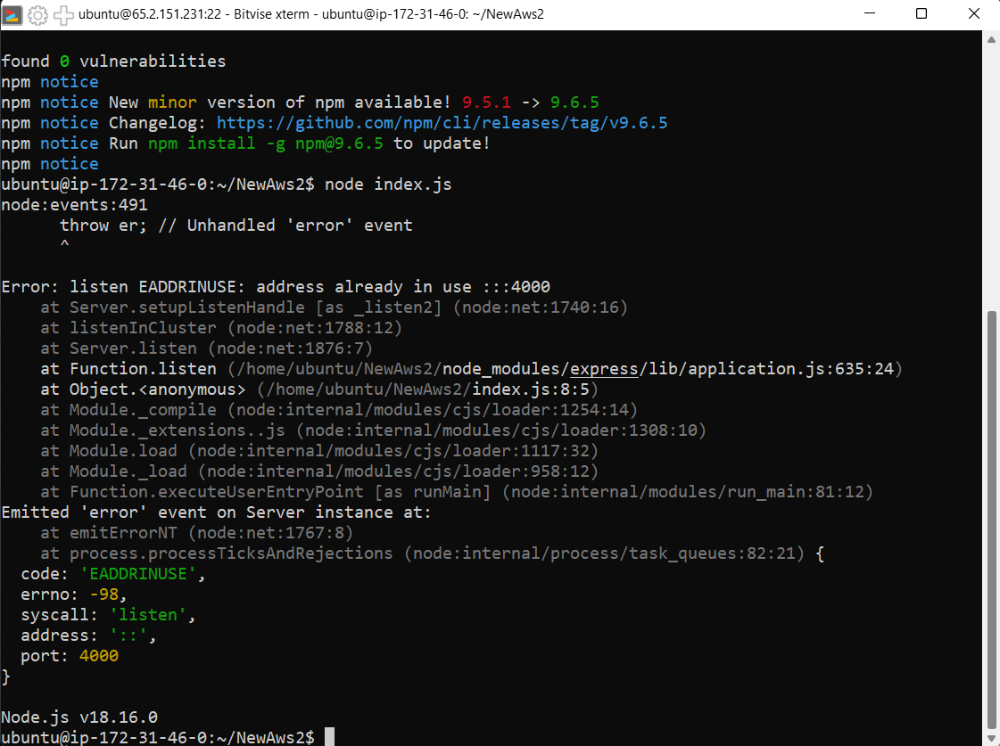 ubuntu@65.2.151.231:22 - Bitvise xterm - ubuntu@ip-172-31-46-0: ~/NewAws2
found 0 vulnerabilities
npm notice
npm notice New minor version of npm available! 9.5.1 -> 9.6.5
npm notice Changelog: https://github.com/npm/cli/releases/tag/v9.6.5
npm notice Run npm install -g npm@9.6.5 to update!
npm notice
ubuntu@ip-172-31-46-0:~/NewAws2$ node index.js
node:events:491
      throw er; // Unhandled 'error' event
      ^
Error: listen EADDRINUSE: address already in use :::4000
    at Server.setupListenHandle [as _listen2] (node:net:1740:16)
    at listenInCluster (node:net:1788:12)
    at Server.listen (node:net:1876:7)
    at Function.listen (/home/ubuntu/NewAws2/node_modules/express/lib/application.js:635:24)
    at Object.<anonymous> (/home/ubuntu/NewAws2/index.js:8:5)
    at Module._compile (node:internal/modules/cjs/loader:1254:14)
    at Module._extensions..js (node:internal/modules/cjs/loader:1308:10)
    at Module.load (node:internal/modules/cjs/loader:1117:32)
    at Module._load (node:internal/modules/cjs/loader:958:12)
    at Function.executeUserEntryPoint [as runMain] (node:internal/modules/run_main:81:12)
Emitted 'error' event on Server instance at:
    at emitErrorNT (node:net:1767:8)
    at process.processTicksAndRejections (node:internal/process/task_queues:82:21) {
  code: 'EADDRINUSE',
  errno: -98,
  syscall: 'listen',
  address: '::',
  port: 4000
}
Node.js v18.16.0
ubuntu@ip-172-31-46-0:~/NewAws2$